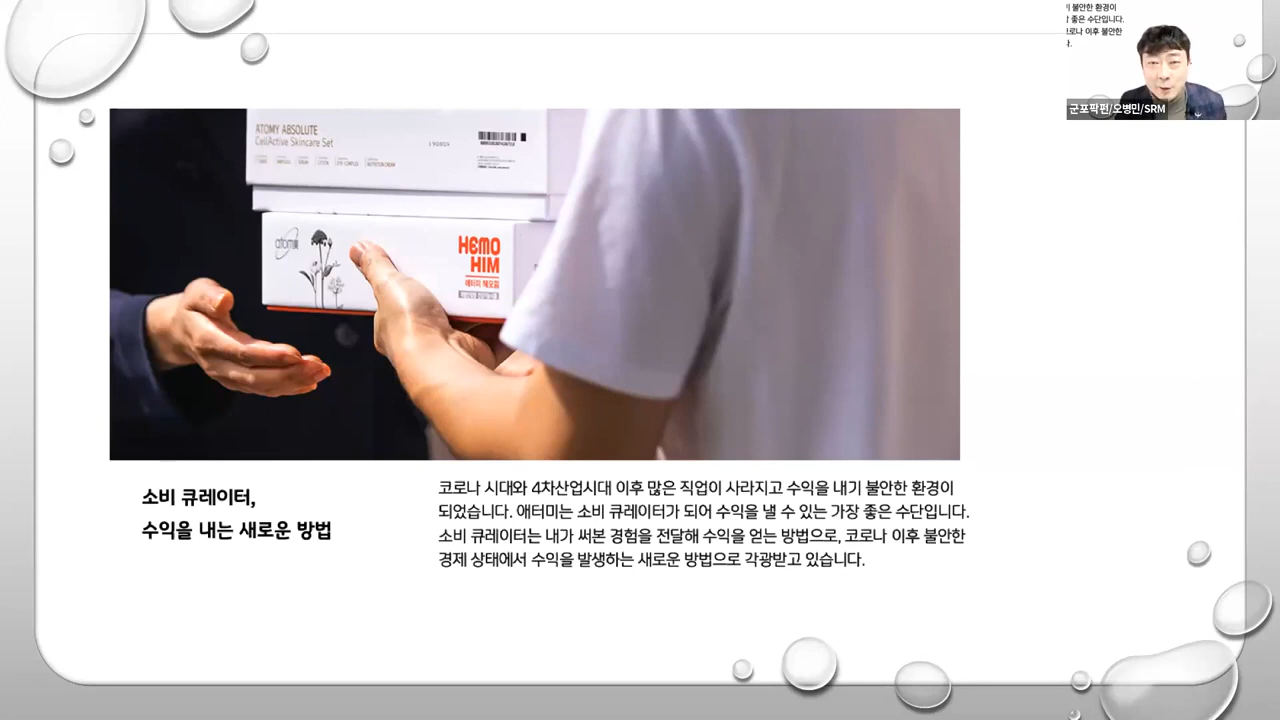 기 불안한 환경이
장 좋은 수단입니다.
코로나 이후 불안한
다.
군포팍편/오병민/SRM
ATOMY ABSOLUTE
CellActive Skincare Set
atom美
HEMO
HIM
애터미 헤모힘
소비 큐레이터,
수익을 내는 새로운 방법
코로나 시대와 4차산업시대 이후 많은 직업이 사라지고 수익을 내기 불안한 환경이
되었습니다. 애터미는 소비 큐레이터가 되어 수익을 낼 수 있는 가장 좋은 수단입니다.
소비 큐레이터는 내가 써본 경험을 전달해 수익을 얻는 방법으로, 코로나 이후 불안한
경제 상태에서 수익을 발생하는 새로운 방법으로 각광받고 있습니다.